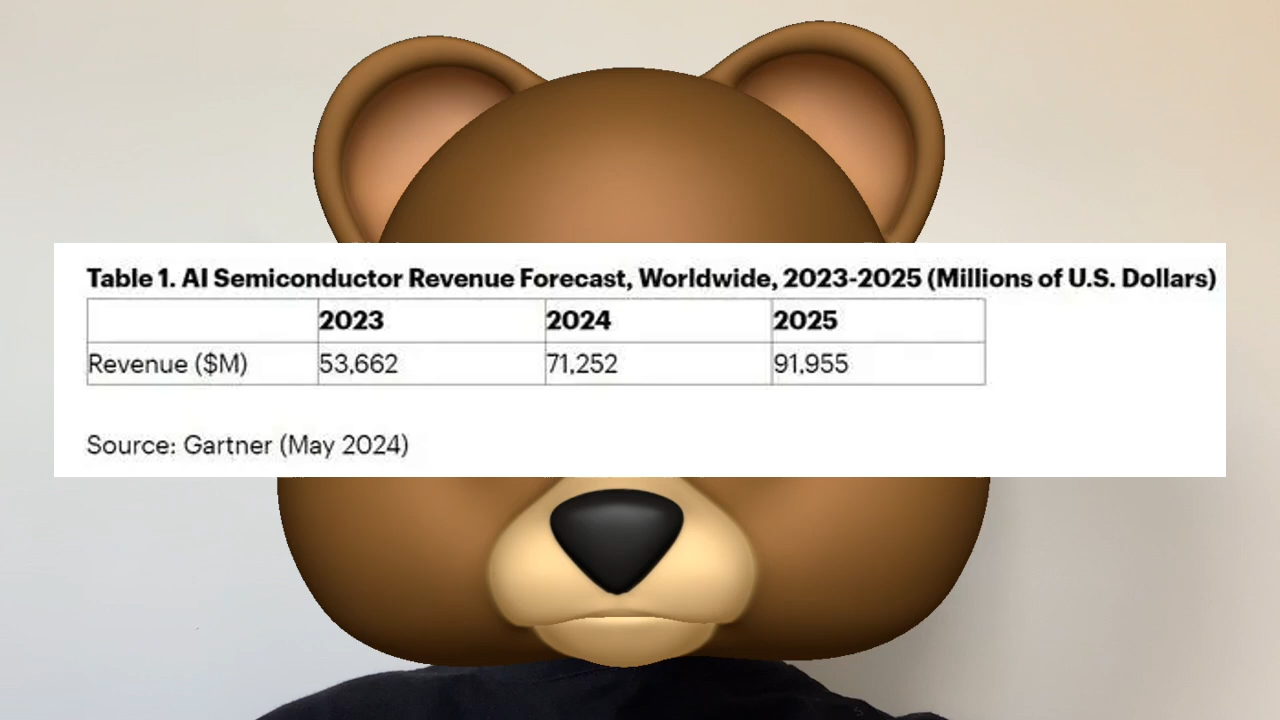 Table 1. AI Semiconductor Revenue Forecast, Worldwide, 2023-2025 (Millions of U.S. Dollars)
2023 2024 2025
Revenue ($M) 53,662 71,252 91,955
Source: Gartner (May 2024)